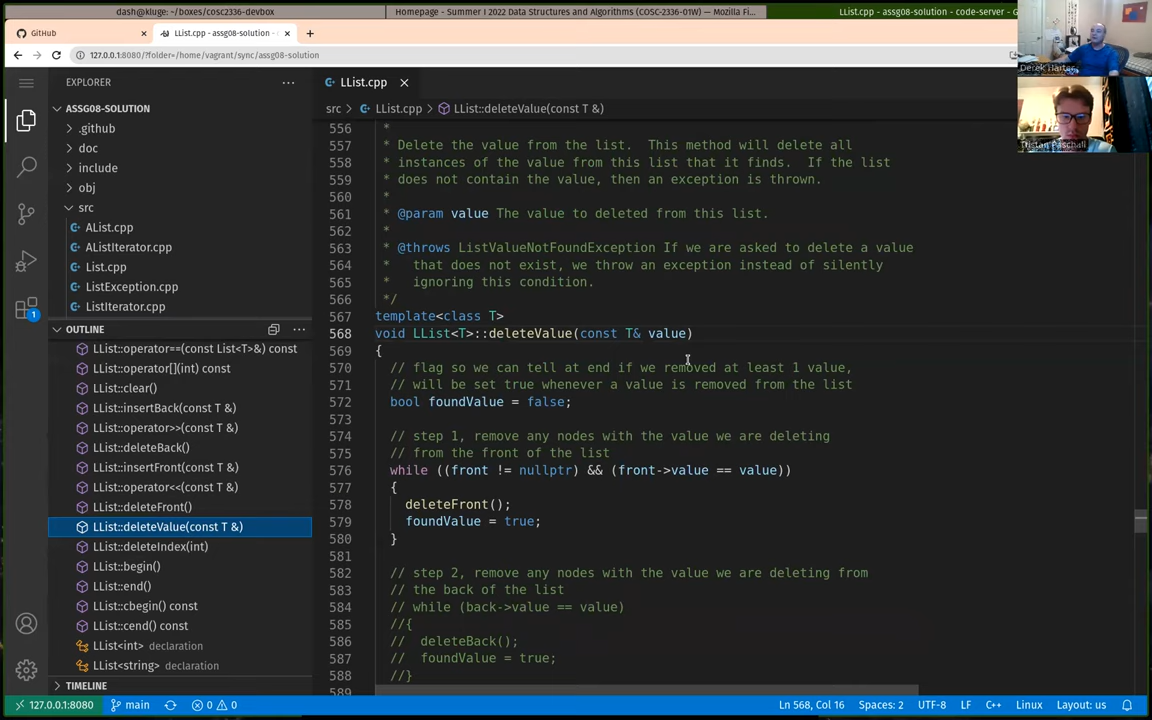 dash@kluge: ~/boxes/cosc2336-devbox
Homepage - Summer I 2022 Data Structures and Algorithms (COSC-2336-01W) — Mozilla Fi...
LList.cpp - assg08-solution - code-server —
GitHub
LList.cpp - assg08-solution -
127.0.0.1:8080/?folder=/home/vagrant/sync/assg08-solution
Derek Harter
Tristan Paschall
EXPLORER
ASSG08-SOLUTION
.github
doc
include
obj
src
AList.cpp
AListIterator.cpp
List.cpp
ListException.cpp
ListIterator.cpp
OUTLINE
LList::operator==(const List<T>&) const
LList::operator[](int) const
LList::clear()
LList::insertBack(const T &)
LList::operator>>(const T &)
LList::deleteBack()
LList::insertFront(const T &)
LList::operator<<(const T &)
LList::deleteFront()
LList::deleteValue(const T &)
LList::deleteIndex(int)
LList::begin()
LList::end()
LList::cbegin() const
LList::cend() const
LList<int> declaration
LList<string> declaration
TIMELINE
LList.cpp
src > LList.cpp > LList::deleteValue(const T &)
556 *
557 * Delete the value from the list.  This method will delete all
558 * instances of the value from this list that it finds.  If the list
559 * does not contain the value, then an exception is thrown.
560 *
561 * @param value The value to deleted from this list.
562 *
563 * @throws ListValueNotFoundException If we are asked to delete a value
564 *   that does not exist, we throw an exception instead of silently
565 *   ignoring this condition.
566 */
567 template<class T>
568 void LList<T>::deleteValue(const T& value)
569 {
570   // flag so we can tell at end if we removed at least 1 value,
571   // will be set true whenever a value is removed from the list
572   bool foundValue = false;
573
574   // step 1, remove any nodes with the value we are deleting
575   // from the front of the list
576   while ((front != nullptr) && (front->value == value))
577   {
578     deleteFront();
579     foundValue = true;
580   }
581
582   // step 2, remove any nodes with the value we are deleting from
583   // the back of the list
584   // while (back->value == value)
585   //{
586   //  deleteBack();
587   //  foundValue = true;
588   //}
589
1
127.0.0.1:8080 main 0 0 Ln 568, Col 16 Spaces: 2 UTF-8 LF C++ Linux Layout: us